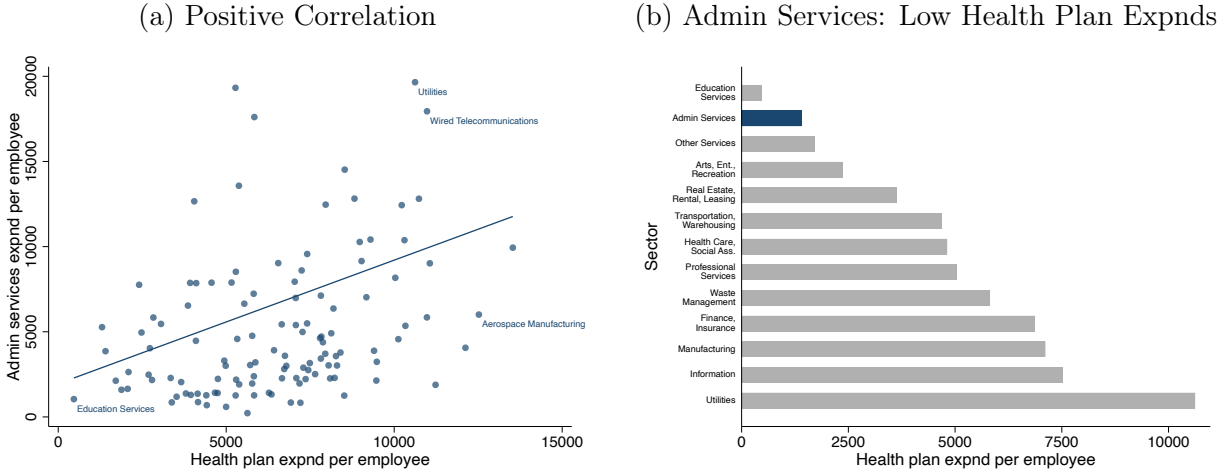 (a) Positive Correlation
Admin services expnd per employee
20000
15000
10000
5000
0
Utilities
Wired Telecommunications
Aerospace Manufacturing
Education Services
0 5000 10000 15000
Health plan expnd per employee
(b) Admin Services: Low Health Plan Expnds
Sector
Education
Services
Admin Services
Other Services
Arts, Ent.,
Recreation
Real Estate,
Rental, Leasing
Transportation,
Warehousing
Health Care,
Social Ass.
Professional
Services
Waste
Management
Finance,
Insurance
Manufacturing
Information
Utilities
0 2500 5000 7500 10000
Health plan expnd per employee